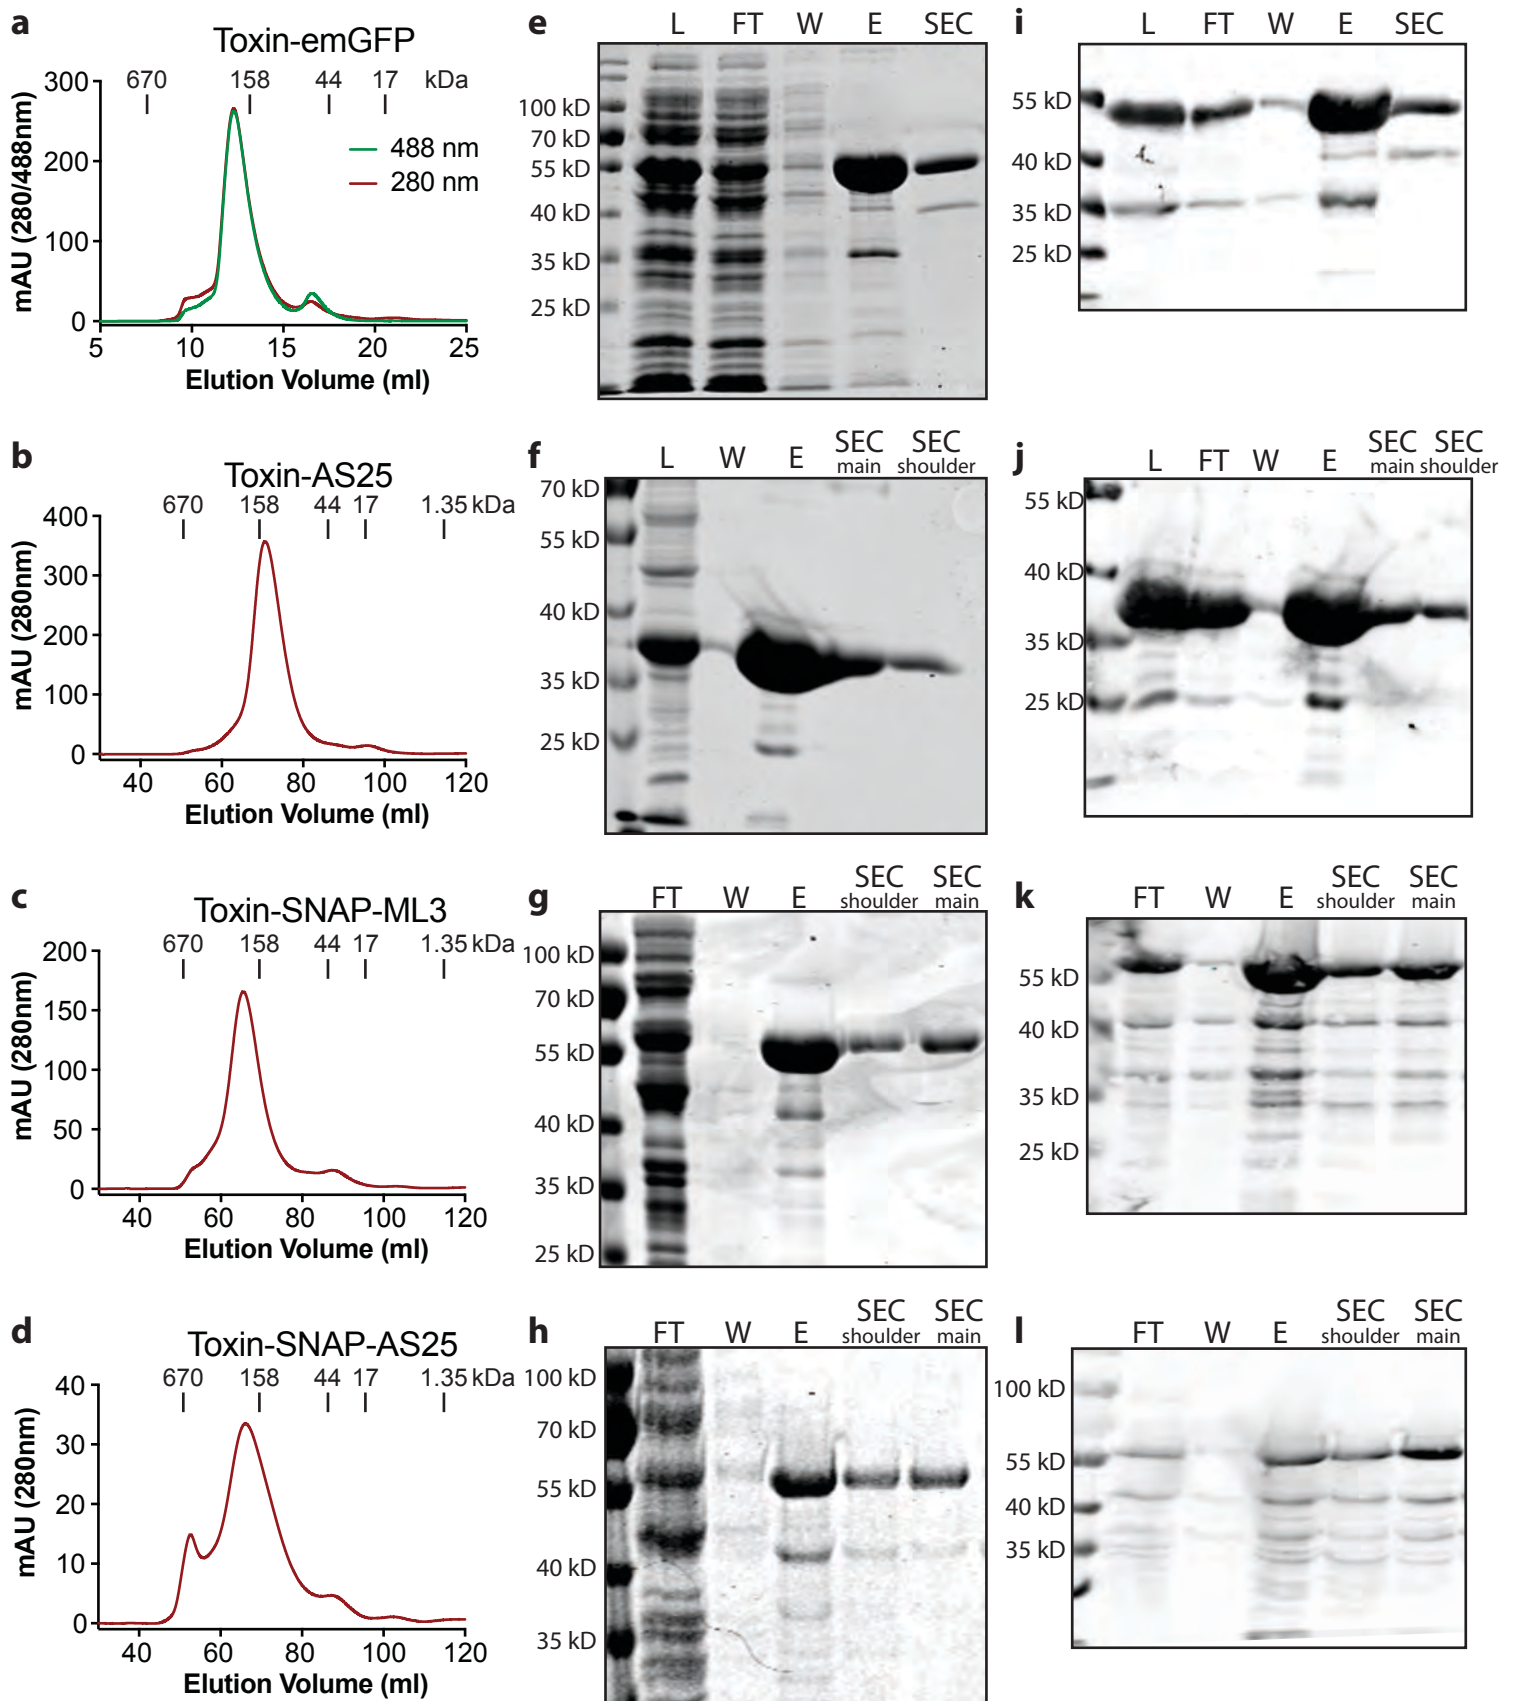 a
Toxin-emGFP
670 158 44 17 kDa
mAU (280/488nm)
300
200
100
0
488 nm
280 nm
5 10 15 20 25
Elution Volume (ml)
e
L FT W E SEC
100 kD
70 kD
55 kD
40 kD
35 kD
25 kD
i
L FT W E SEC
55 kD
40 kD
35 kD
25 kD
b
Toxin-AS25
670 158 44 17 1.35 kDa
mAU (280nm)
400
300
200
100
0
40 60 80 100 120
Elution Volume (ml)
f
L W E SEC main SEC shoulder
70 kD
55 kD
40 kD
35 kD
25 kD
j
L FT W E SEC main SEC shoulder
55 kD
40 kD
35 kD
25 kD
c
Toxin-SNAP-ML3
670 158 44 17 1.35 kDa
mAU (280nm)
200
150
100
50
0
40 60 80 100 120
Elution Volume (ml)
g
FT W E SEC shoulder SEC main
100 kD
70 kD
55 kD
40 kD
35 kD
25 kD
k
FT W E SEC shoulder SEC main
55 kD
40 kD
35 kD
25 kD
d
Toxin-SNAP-AS25
670 158 44 17 1.35 kDa
mAU (280nm)
40
30
20
10
0
40 60 80 100 120
Elution Volume (ml)
h
FT W E SEC shoulder SEC main
100 kD
70 kD
55 kD
40 kD
35 kD
l
FT W E SEC shoulder SEC main
100 kD
55 kD
40 kD
35 kD